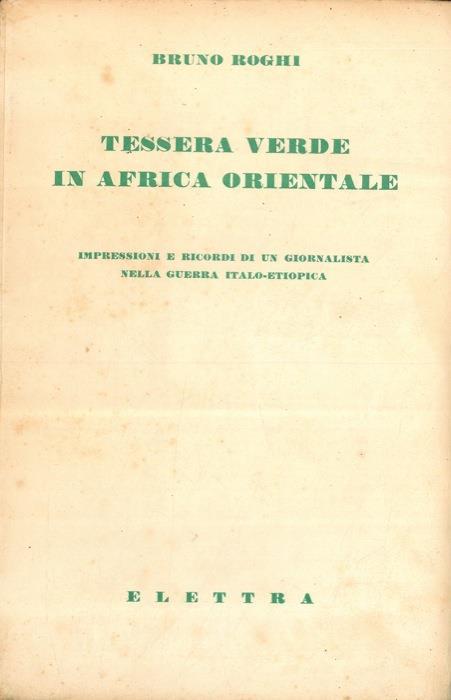 BRUNO ROGHI
TESSERA VERDE
IN AFRICA ORIENTALE
IMPRESSIONI E RICORDI DI UN GIORNALISTA
NELLA GUERRA ITALO-ETIOPICA
ELETTRA